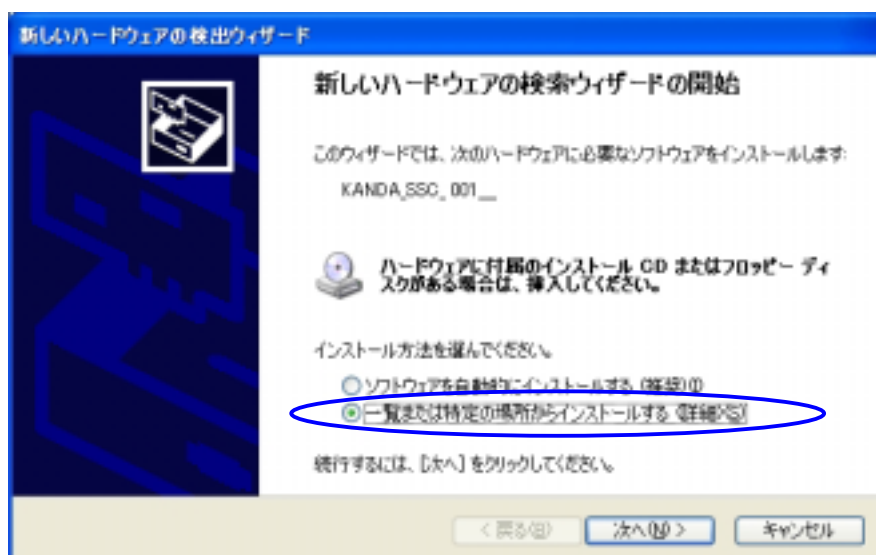 新しいハードウェアの検出ウィザード
新しいハードウェアの検索ウィザードの開始
このウィザードでは、次のハードウェアに必要なソフトウェアをインストールします:
KANDA_SSC_ 001__
ハードウェアに付属のインストール CD またはフロッピー ディ
スクがある場合は、挿入してください。
インストール方法を選んでください。
ソフトウェアを自動的にインストールする (推奨)(I)
一覧または特定の場所からインストールする (詳細)(S)
続行するには、[次へ] をクリックしてください。
< 戻る(B)
次へ(N) >
キャンセル